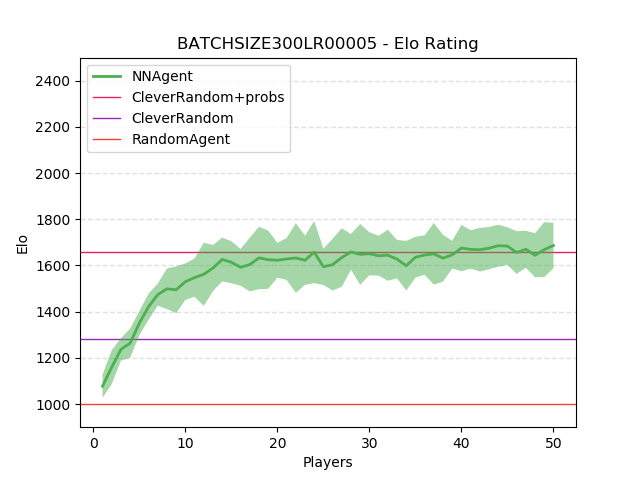 BATCHSIZE300LR00005 - Elo Rating
NNAgent
CleverRandom+probs
CleverRandom
RandomAgent
2400
2200
2000
1800
1600
1400
1200
1000
Elo
0 10 20 30 40 50
Players